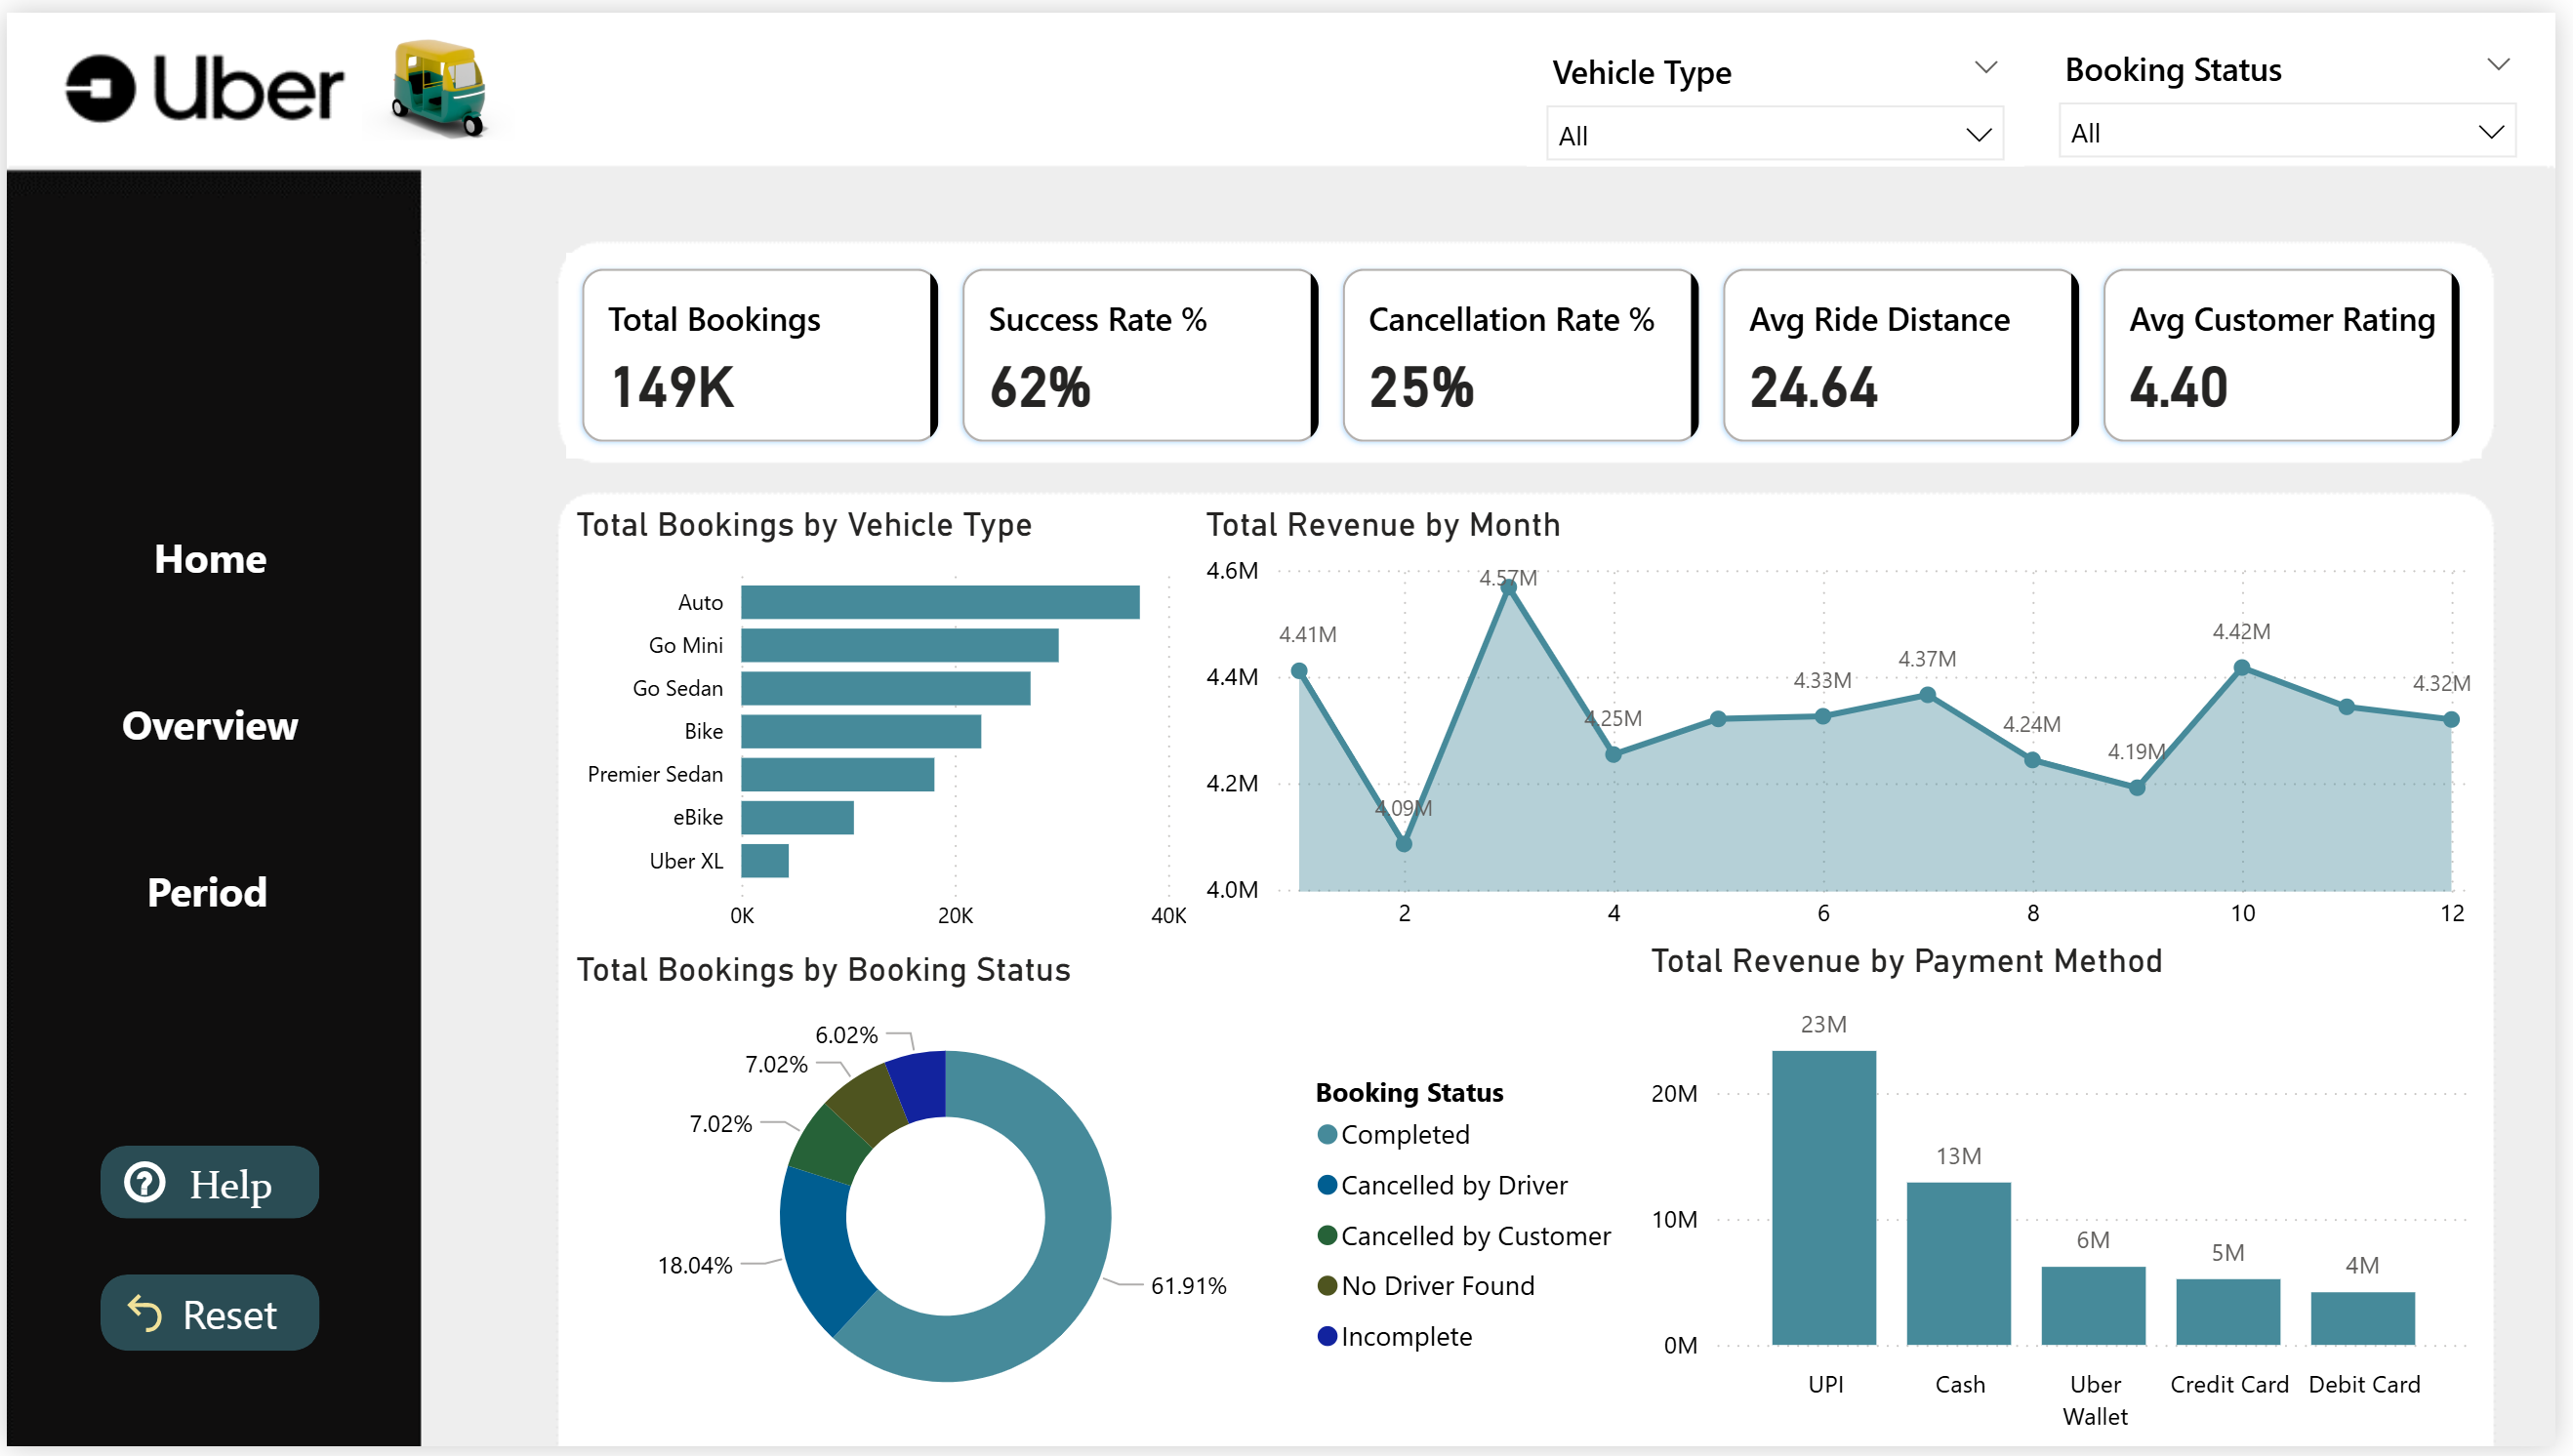 Uber
Vehicle Type
All
Booking Status
All
Home
Overview
Period
Help
Reset
Total Bookings
149K
Success Rate %
62%
Cancellation Rate %
25%
Avg Ride Distance
24.64
Avg Customer Rating
4.40
Total Bookings by Vehicle Type
Auto
Go Mini
Go Sedan
Bike
Premier Sedan
eBike
Uber XL
0K 20K 40K
Total Revenue by Month
4.6M
4.4M
4.2M
4.0M
4.41M
4.09M
4.57M
4.25M
4.33M
4.37M
4.24M
4.19M
4.42M
4.32M
2 4 6 8 10 12
Total Bookings by Booking Status
6.02%
7.02%
7.02%
18.04%
61.91%
Booking Status
Completed
Cancelled by Driver
Cancelled by Customer
No Driver Found
Incomplete
Total Revenue by Payment Method
20M
10M
0M
23M
13M
6M
5M
4M
UPI
Cash
Uber
Wallet
Credit Card
Debit Card